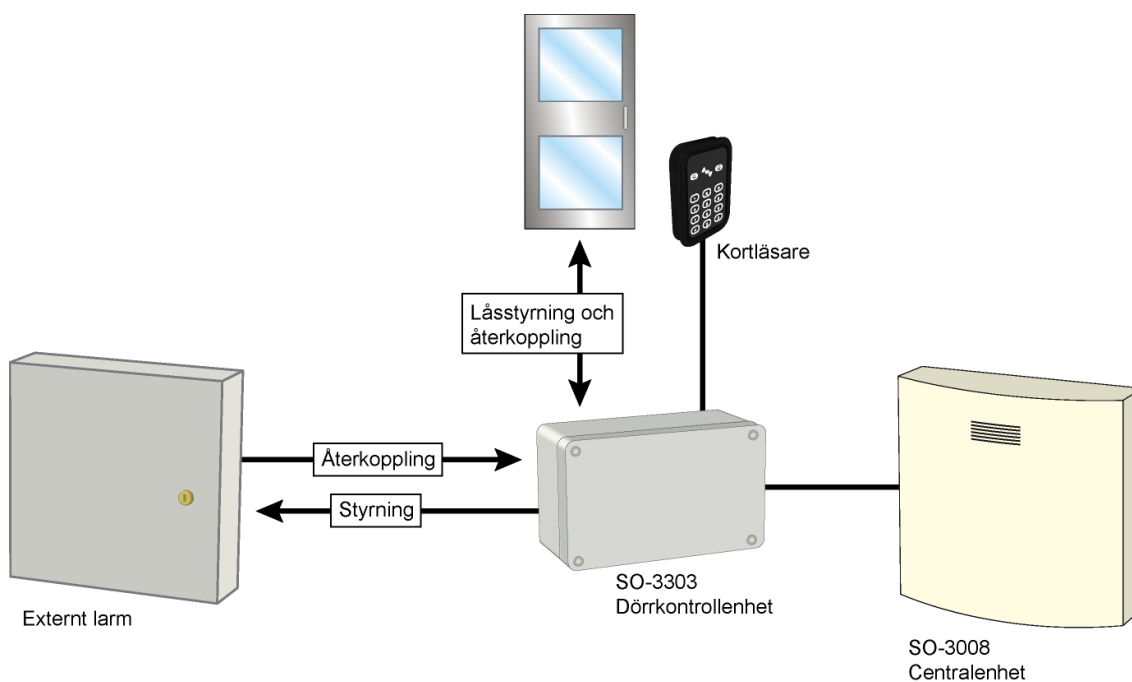 Kortläsare
Låsstyrning och
återkoppling
Återkoppling
Styrning
Externt larm
SO-3303
Dörrkontrollenhet
SO-3008
Centralenhet